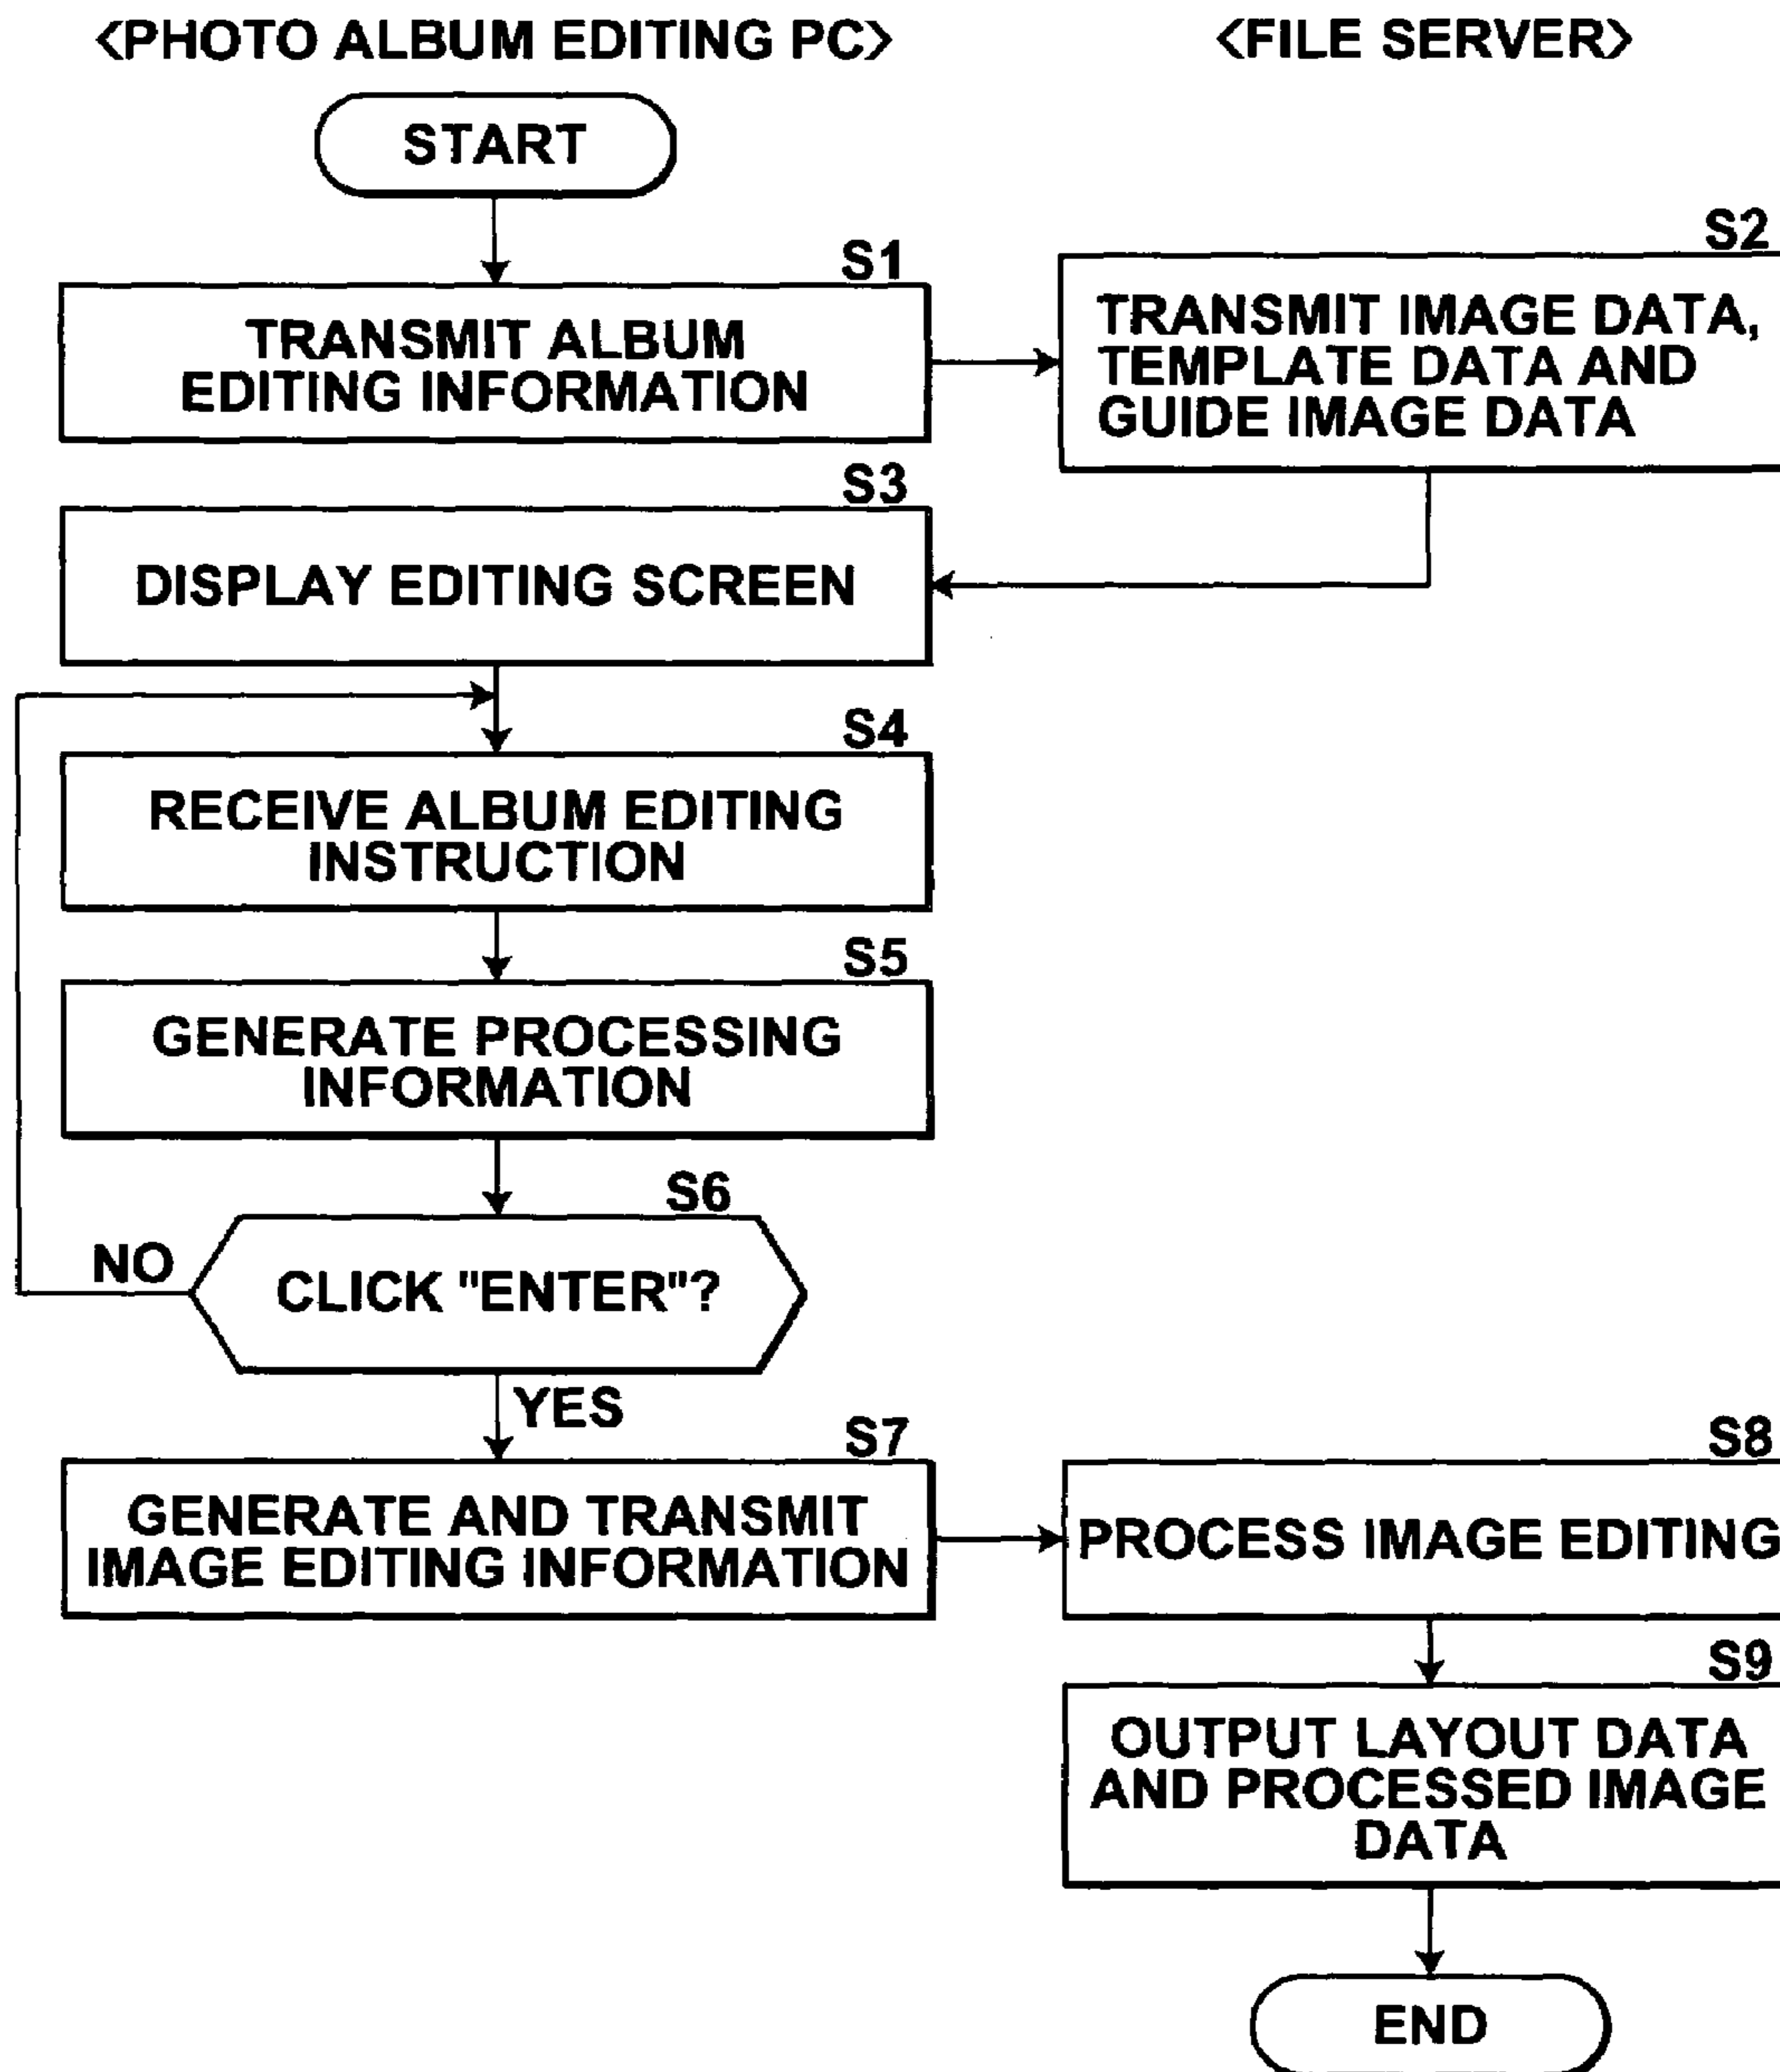 <PHOTO ALBUM EDITING PC>
<FILE SERVER>
START
S1
TRANSMIT ALBUM
EDITING INFORMATION
S2
TRANSMIT IMAGE DATA,
TEMPLATE DATA AND
GUIDE IMAGE DATA
S3
DISPLAY EDITING SCREEN
S4
RECEIVE ALBUM EDITING
INSTRUCTION
S5
GENERATE PROCESSING
INFORMATION
S6
CLICK "ENTER"?
NO
YES
S7
GENERATE AND TRANSMIT
IMAGE EDITING INFORMATION
S8
PROCESS IMAGE EDITING
S9
OUTPUT LAYOUT DATA
AND PROCESSED IMAGE
DATA
END